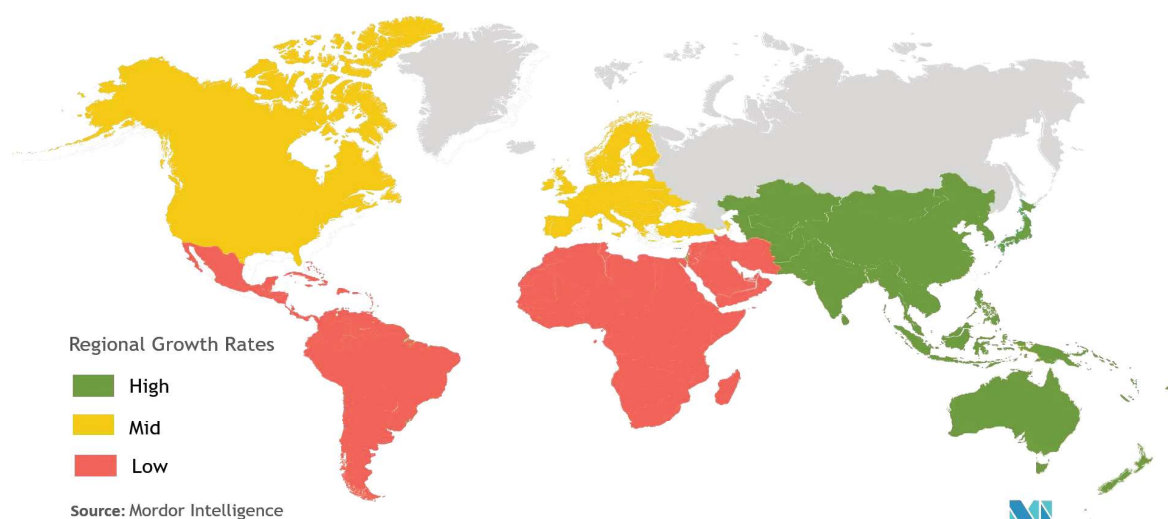 Regional Growth Rates
High
Mid
Low
Source: Mordor Intelligence